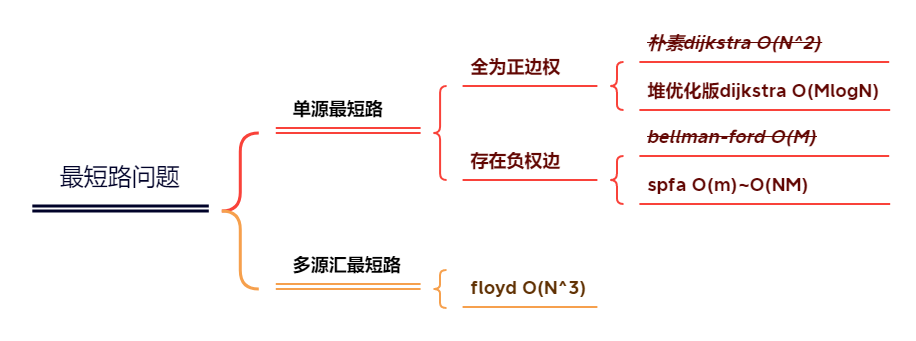 最短路问题
单源最短路
全为正边权
朴素dijkstra O(N^2)
堆优化版dijkstra O(MlogN)
存在负权边
bellman-ford O(M)
spfa O(m)~O(NM)
多源汇最短路
floyd O(N^3)